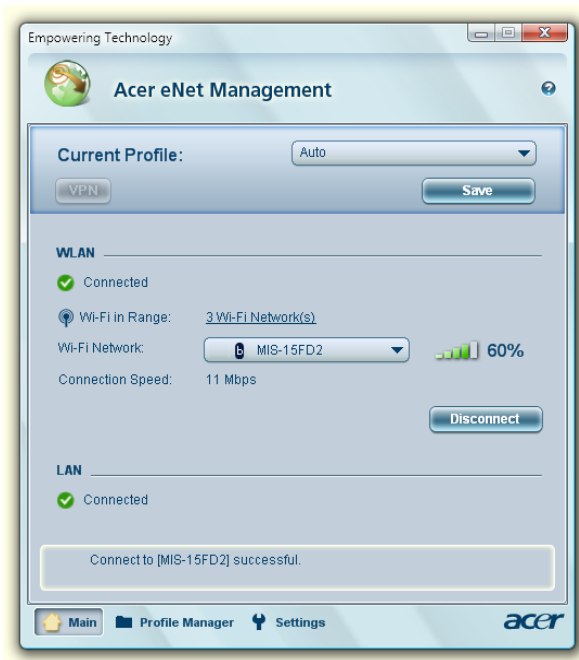 Empowering Technology
Acer eNet Management
Current Profile:
Auto
VPN
Save
WLAN
Connected
Wi-Fi in Range:
3 Wi-Fi Network(s)
Wi-Fi Network:
b MIS-15FD2
60%
Connection Speed:
11 Mbps
Disconnect
LAN
Connected
Connect to [MIS-15FD2] successful.
Main
Profile Manager
Settings
acer